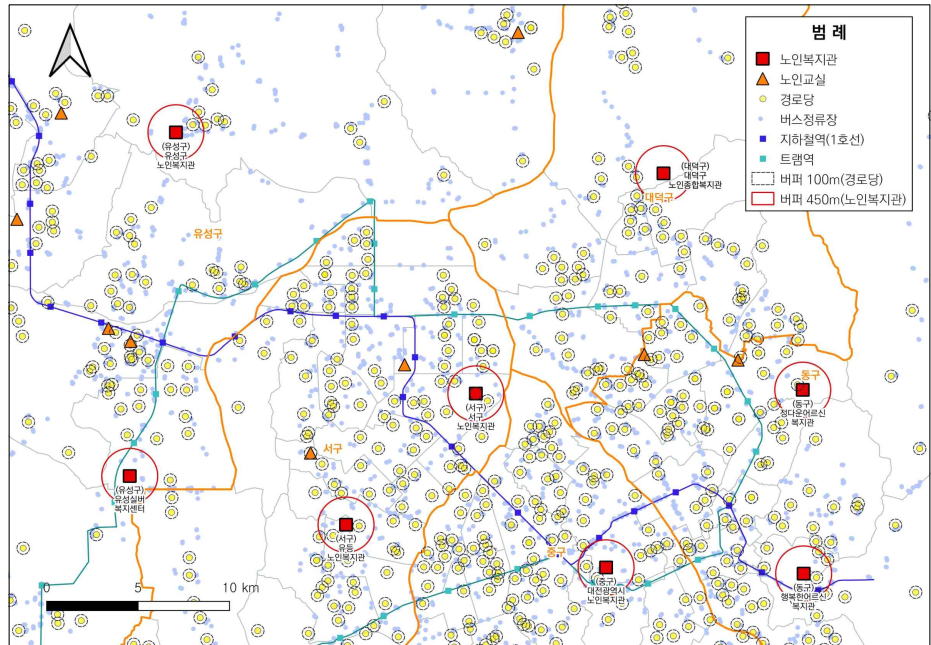 범 례
노인복지관
노인교실
경로당
버스정류장
지하철역(1호선)
트램역
버퍼 100m(경로당)
버퍼 450m(노인복지관)
(유성구)
유성구
노인복지관
(대덕구)
대덕구
노인종합복지관
대덕구
유성구
동구
(동구)
정다운어르신
복지관
(서구)
서구
노인복지관
서구
(유성구)
유성실버
복지센터
(서구)
유등
노인복지관
중구
(중구)
대전광역시
노인복지관
(동구)
행복한어르신
복지관
0 5 10 km